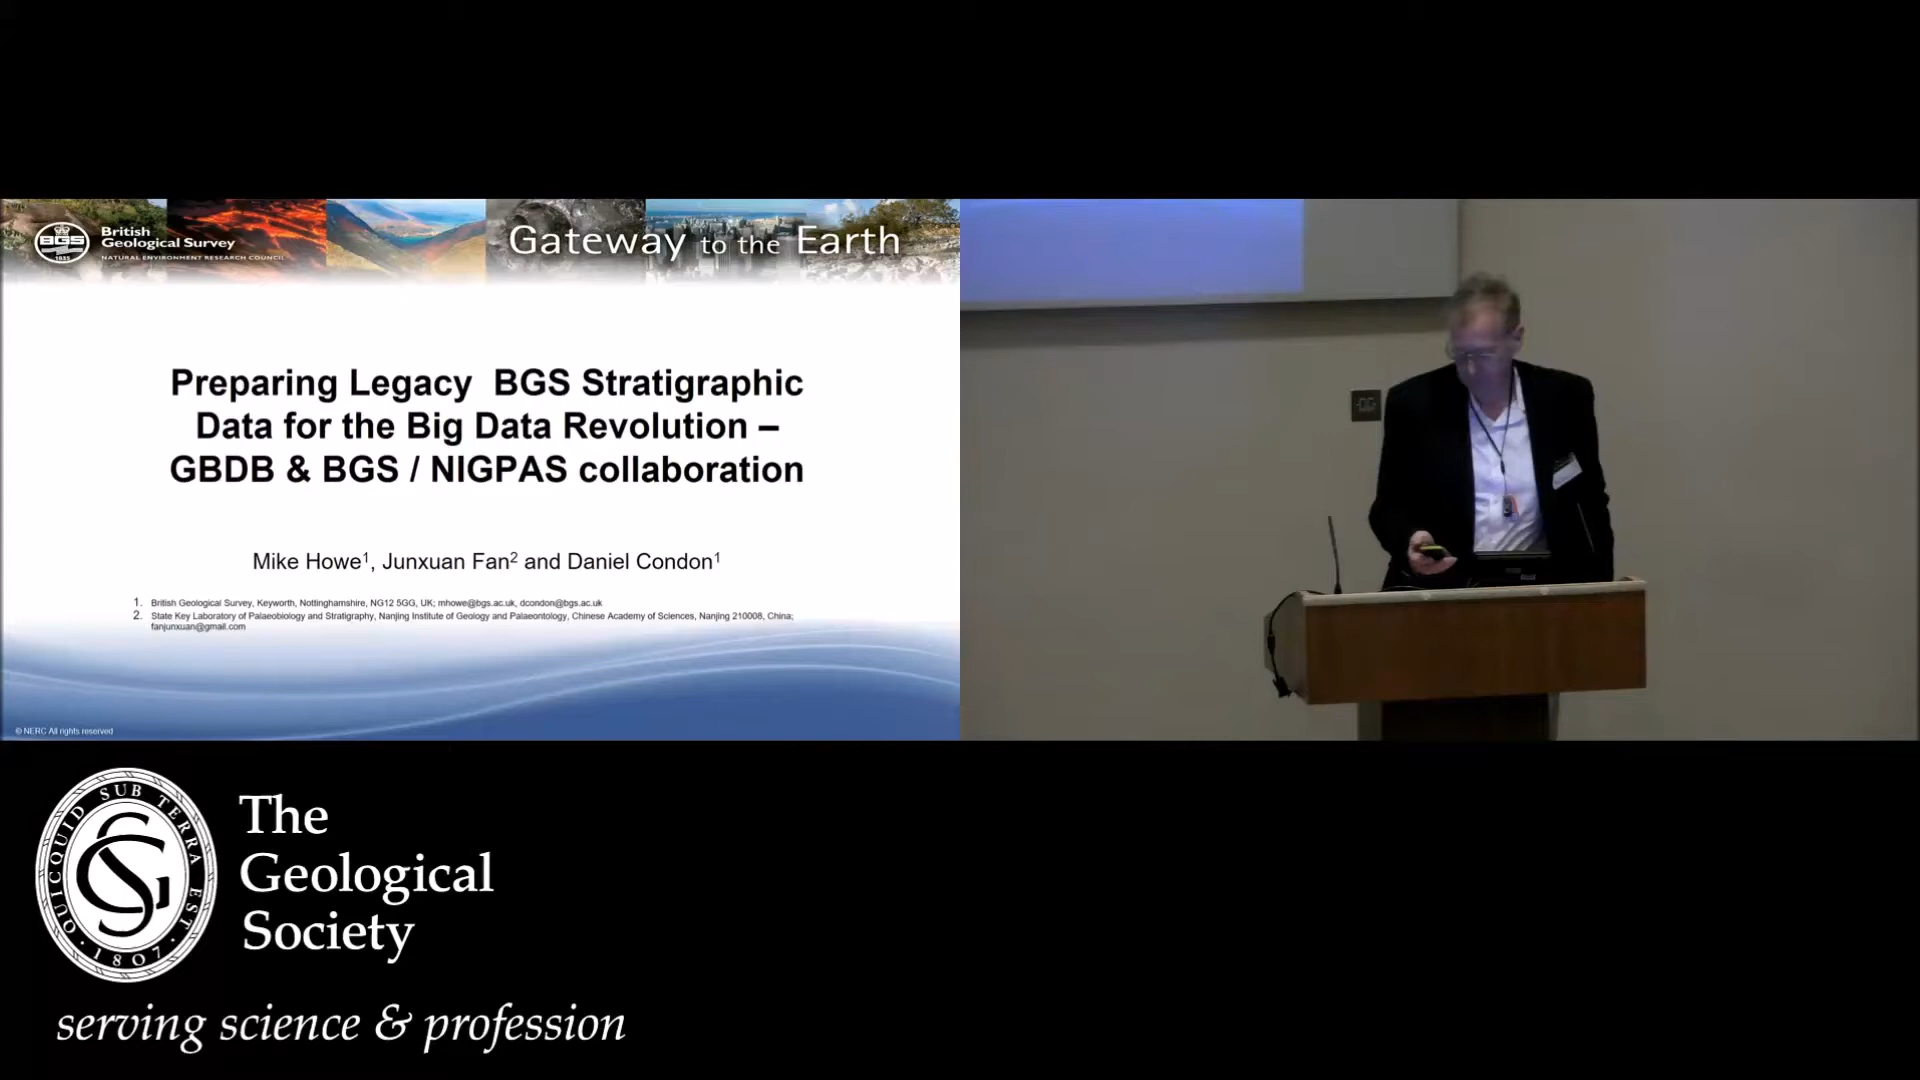 BGS
1835
British
Geological Survey
NATURAL ENVIRONMENT RESEARCH COUNCIL
Gateway to the Earth
Preparing Legacy BGS Stratigraphic
Data for the Big Data Revolution –
GBDB & BGS / NIGPAS collaboration
Mike Howe¹, Junxuan Fan² and Daniel Condon¹
1. British Geological Survey, Keyworth, Nottinghamshire, NG12 5GG, UK; mhowe@bgs.ac.uk, dcondon@bgs.ac.uk
2. State Key Laboratory of Palaeobiology and Stratigraphy, Nanjing Institute of Geology and Palaeontology, Chinese Academy of Sciences, Nanjing 210008, China;
fanjunxuan@gmail.com
© NERC All rights reserved
QUICQUID SUB TERRA EST
· 1807 ·
GS
The
Geological
Society
serving science & profession